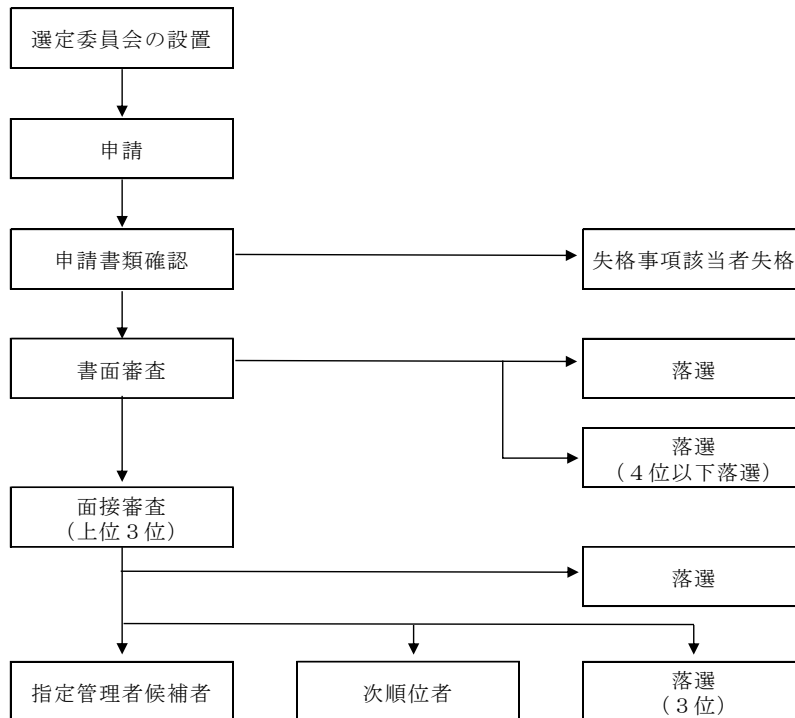 選定委員会の設置
申請
申請書類確認
失格事項該当者失格
書面審査
落選
落選
（４位以下落選）
面接審査
（上位３位）
落選
指定管理者候補者
次順位者
落選
（３位）